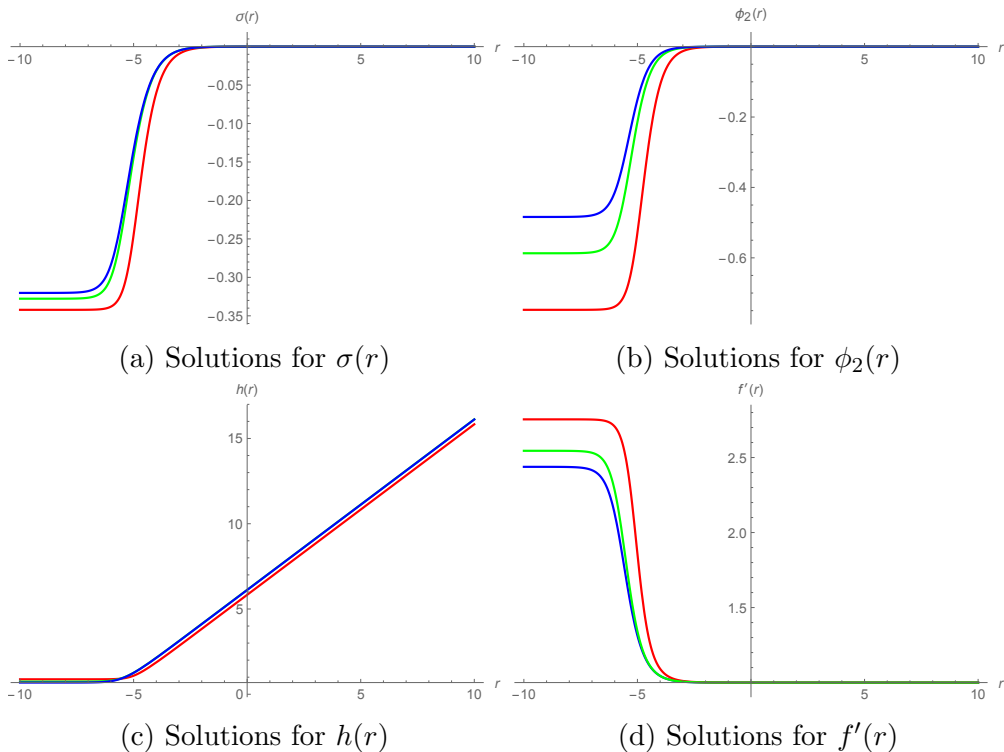 σ(r)
−10 −5 5 10 r
−0.05
−0.10
−0.15
−0.20
−0.25
−0.30
−0.35
(a) Solutions for σ(r)
ϕ₂(r)
−10 −5 5 10 r
−0.2
−0.4
−0.6
(b) Solutions for ϕ₂(r)
h(r)
15
10
5
−10 −5 0 5 10 r
(c) Solutions for h(r)
f′(r)
2.5
2.0
1.5
−10 −5 5 10 r
(d) Solutions for f′(r)